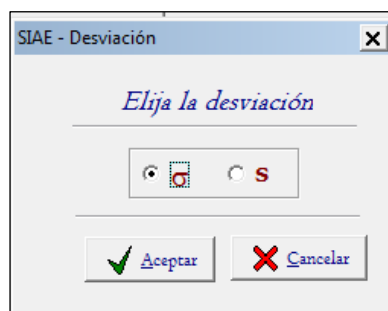 SIAE - Desviación
Elija la desviación
σ s
Aceptar Cancelar